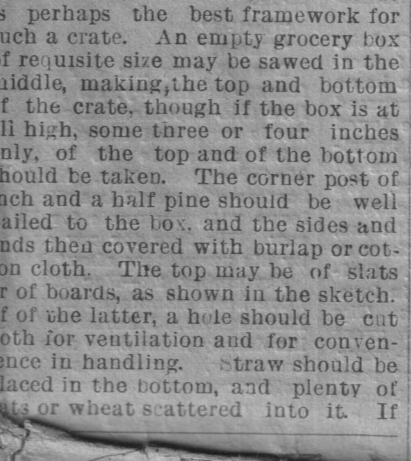 s perhaps the best framework for
uch a crate. An empty grocery box
f requisite size may be sawed in the
iddle, making,the top and bottom
f the crate, though if the box is at
ll high, some three or four inches
nly, of the top and of the bottom
hould be taken. The corner post of
nch and a half pine should be well
ailed to the box, and the sides and
nds then covered with burlap or cot-
on cloth. The top may be of slats
r of boards, as shown in the sketch.
f of the latter, a hole should be cut
oth for ventilation and for conven-
ence in handling. Straw should be
laced in the bottom, and plenty of
ats or wheat scattered into it. If